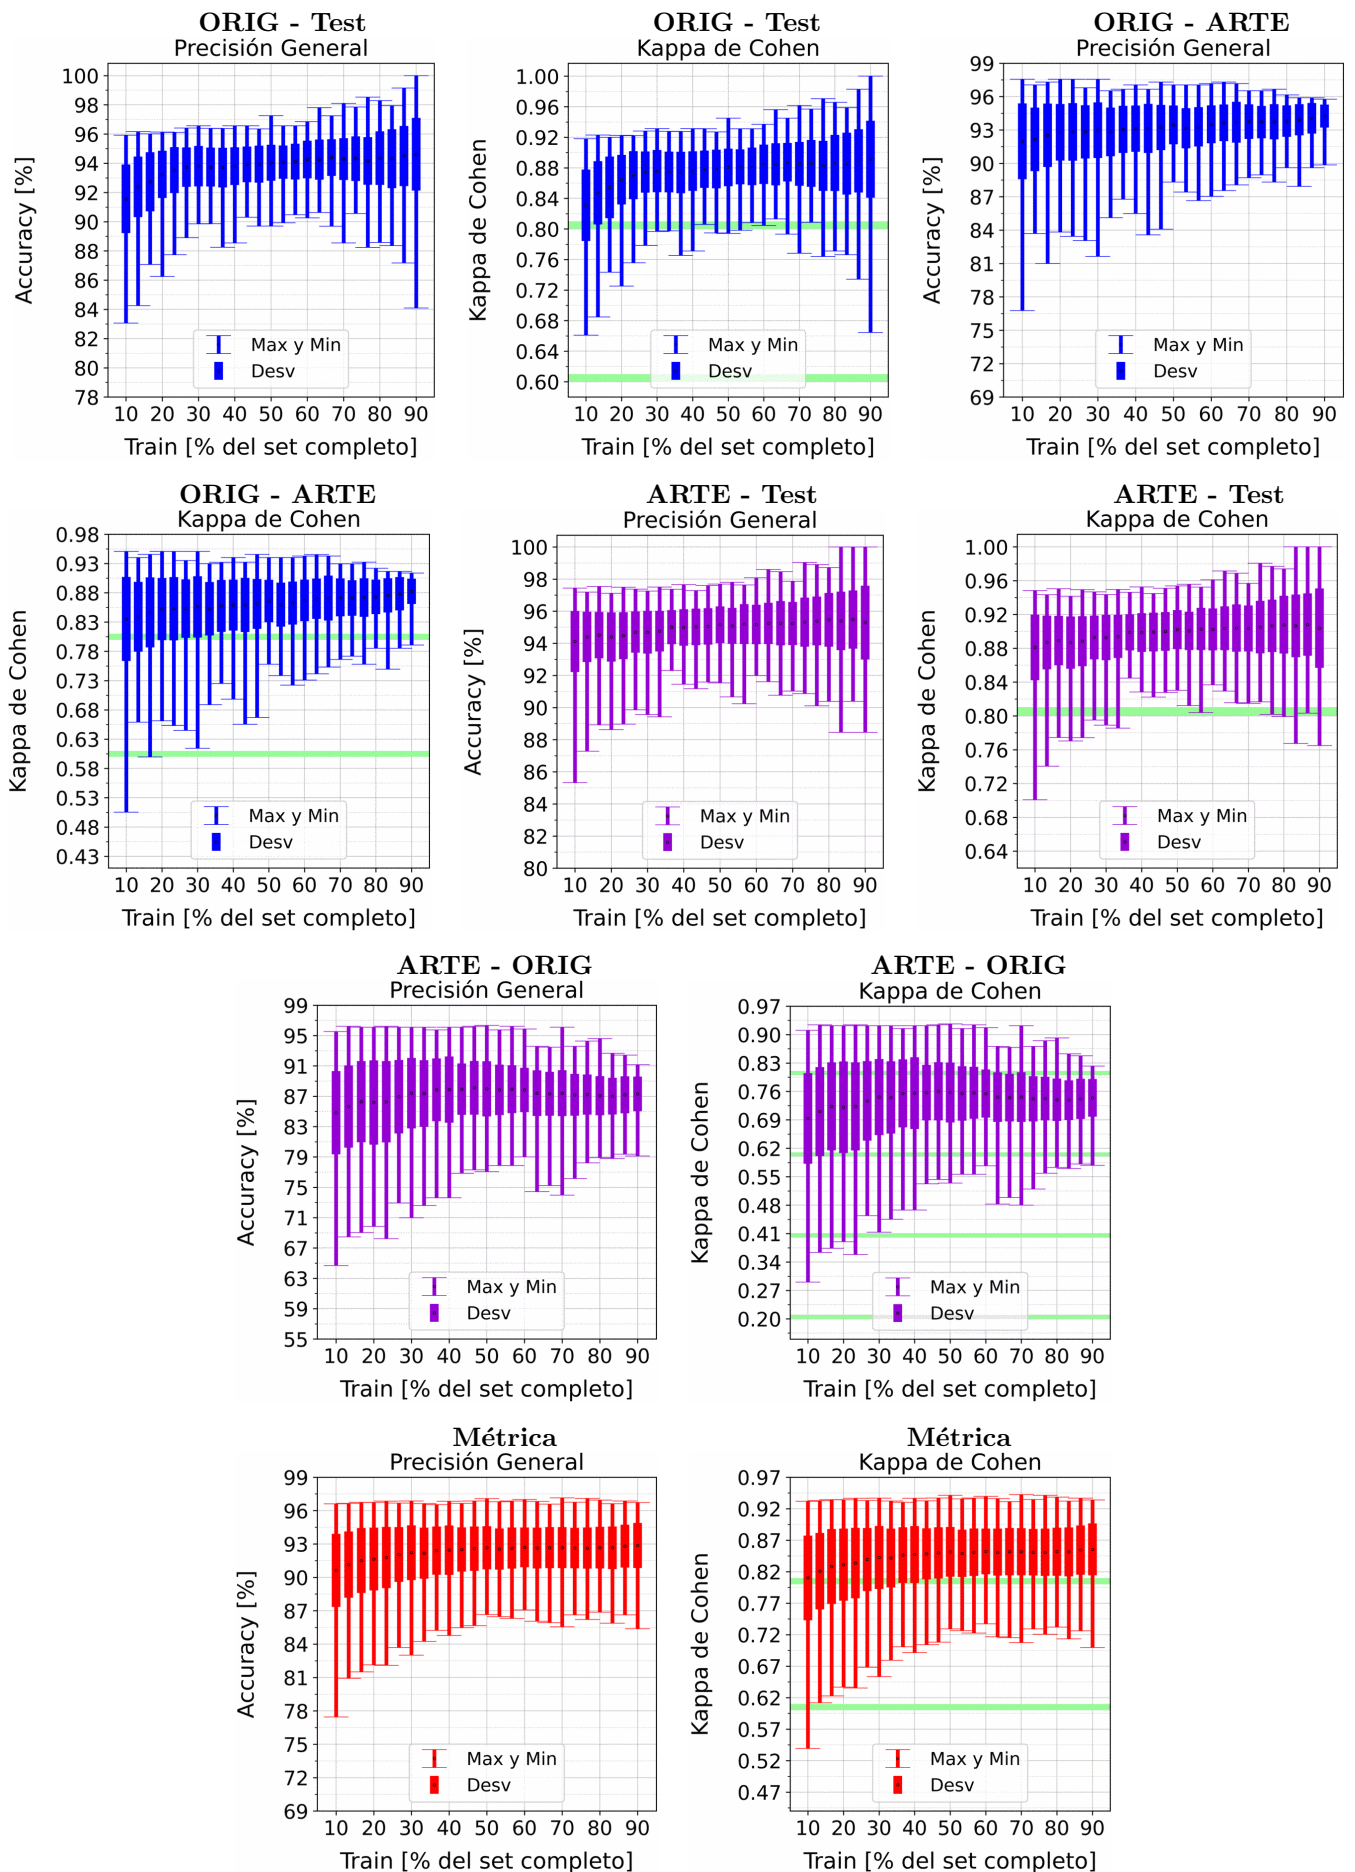 ORIG - Test
Precisión General
Accuracy [%]
100
98
96
94
92
90
88
86
84
82
80
78
Max y Min
Desv
10 20 30 40 50 60 70 80 90
Train [% del set completo]
ORIG - Test
Kappa de Cohen
Kappa de Cohen
1.00
0.96
0.92
0.88
0.84
0.80
0.76
0.72
0.68
0.64
0.60
Max y Min
Desv
10 20 30 40 50 60 70 80 90
Train [% del set completo]
ORIG - ARTE
Precisión General
Accuracy [%]
99
96
93
90
87
84
81
78
75
72
69
Max y Min
Desv
10 20 30 40 50 60 70 80 90
Train [% del set completo]
ORIG - ARTE
Kappa de Cohen
Kappa de Cohen
0.98
0.93
0.88
0.83
0.78
0.73
0.68
0.63
0.58
0.53
0.48
0.43
Max y Min
Desv
10 20 30 40 50 60 70 80 90
Train [% del set completo]
ARTE - Test
Precisión General
Accuracy [%]
100
98
96
94
92
90
88
86
84
82
80
Max y Min
Desv
10 20 30 40 50 60 70 80 90
Train [% del set completo]
ARTE - Test
Kappa de Cohen
Kappa de Cohen
1.00
0.96
0.92
0.88
0.84
0.80
0.76
0.72
0.68
0.64
Max y Min
Desv
10 20 30 40 50 60 70 80 90
Train [% del set completo]
ARTE - ORIG
Precisión General
Accuracy [%]
99
95
91
87
83
79
75
71
67
63
59
55
Max y Min
Desv
10 20 30 40 50 60 70 80 90
Train [% del set completo]
ARTE - ORIG
Kappa de Cohen
Kappa de Cohen
0.97
0.90
0.83
0.76
0.69
0.62
0.55
0.48
0.41
0.34
0.27
0.20
Max y Min
Desv
10 20 30 40 50 60 70 80 90
Train [% del set completo]
Métrica
Precisión General
Accuracy [%]
99
96
93
90
87
84
81
78
75
72
69
Max y Min
Desv
10 20 30 40 50 60 70 80 90
Train [% del set completo]
Métrica
Kappa de Cohen
Kappa de Cohen
0.97
0.92
0.87
0.82
0.77
0.72
0.67
0.62
0.57
0.52
0.47
Max y Min
Desv
10 20 30 40 50 60 70 80 90
Train [% del set completo]